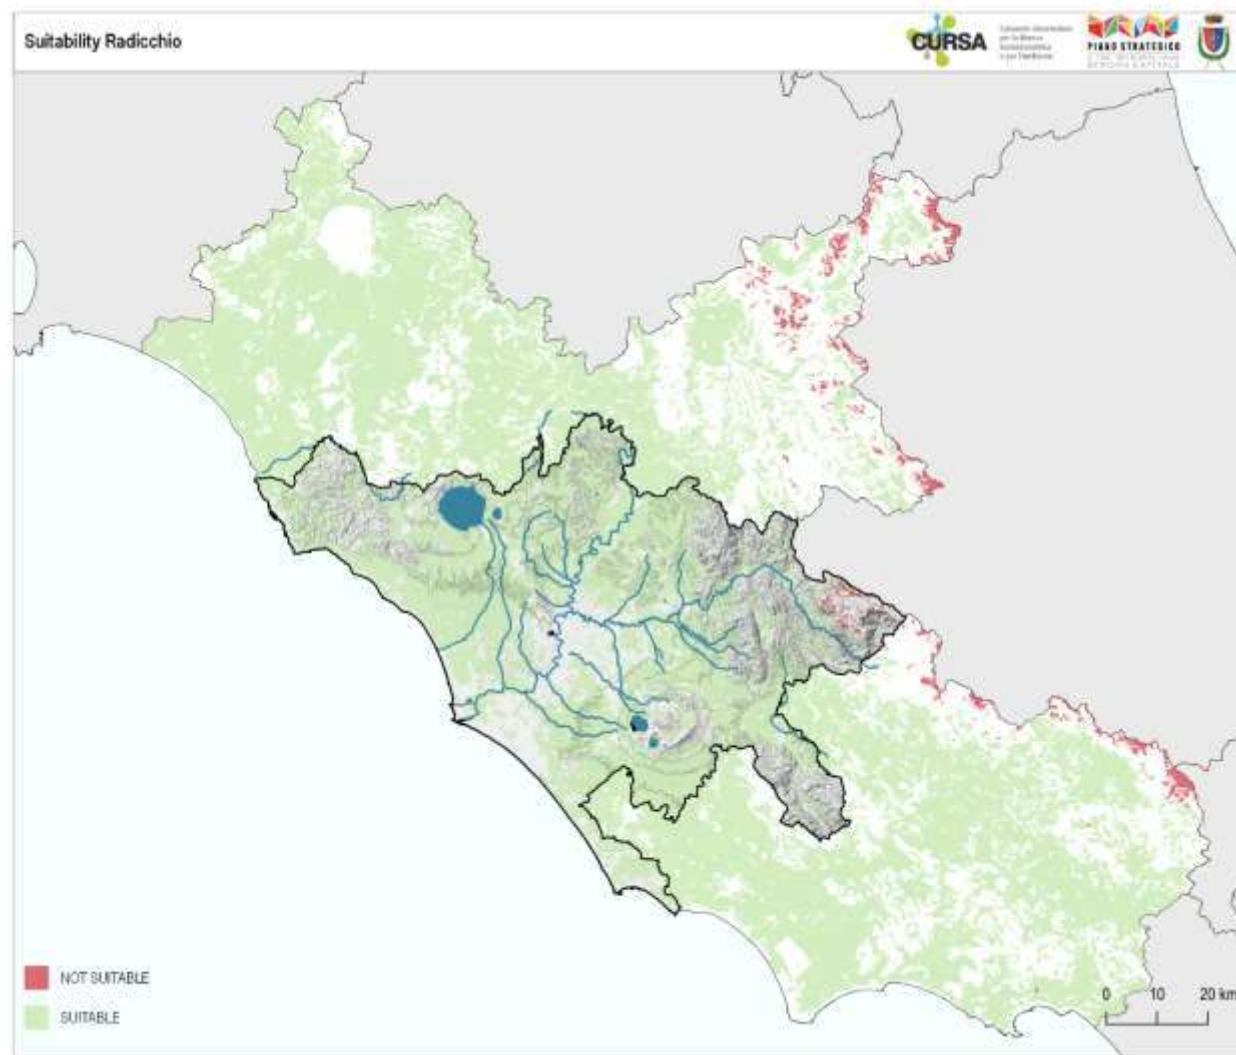 Suitability Radicchio
CURSA
PIANO STRATEGICO
NOT SUITABLE
SUITABLE
0 10 20 km